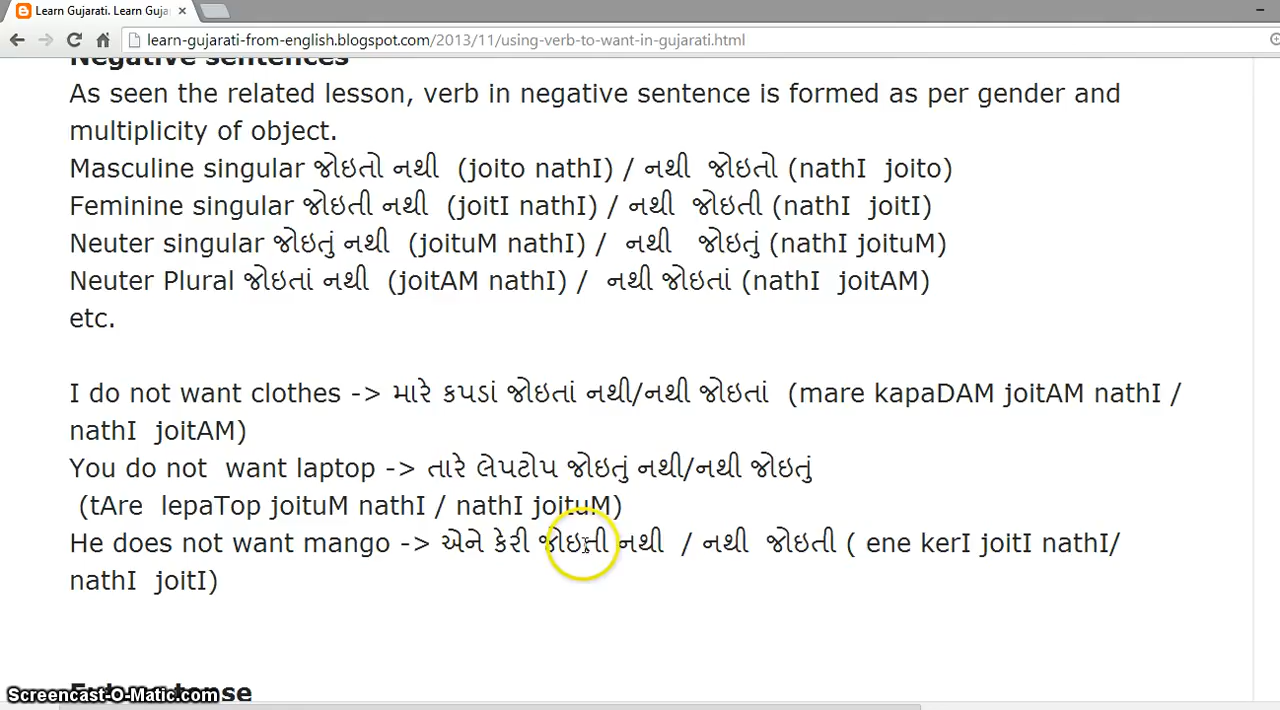 Learn Gujarati. Learn Guja
learn-gujarati-from-english.blogspot.com/2013/11/using-verb-to-want-in-gujarati.html
Negative sentences
As seen the related lesson, verb in negative sentence is formed as per gender and
multiplicity of object.
Masculine singular જોઇતો નથી (joito nathI) / નથી જોઇતો (nathI joito)
Feminine singular જોઇતી નથી (joitI nathI) / નથી જોઇતી (nathI joitI)
Neuter singular જોઇતું નથી (joituM nathI) / નથી જોઇતું (nathI joituM)
Neuter Plural જોઇતાં નથી (joitAM nathI) / નથી જોઇતાં (nathI joitAM)
etc.
I do not want clothes -> મારે કપડાં જોઇતાં નથી/નથી જોઇતાં (mare kapaDAM joitAM nathI /
nathI joitAM)
You do not want laptop -> તારે લેપટોપ જોઇતું નથી/નથી જોઇતું
(tAre lepaTop joituM nathI / nathI joituM)
He does not want mango -> એને કેરી જોઇતી નથી / નથી જોઇતી ( ene kerI joitI nathI/
nathI joitI)
Screencast-O-Matic.com